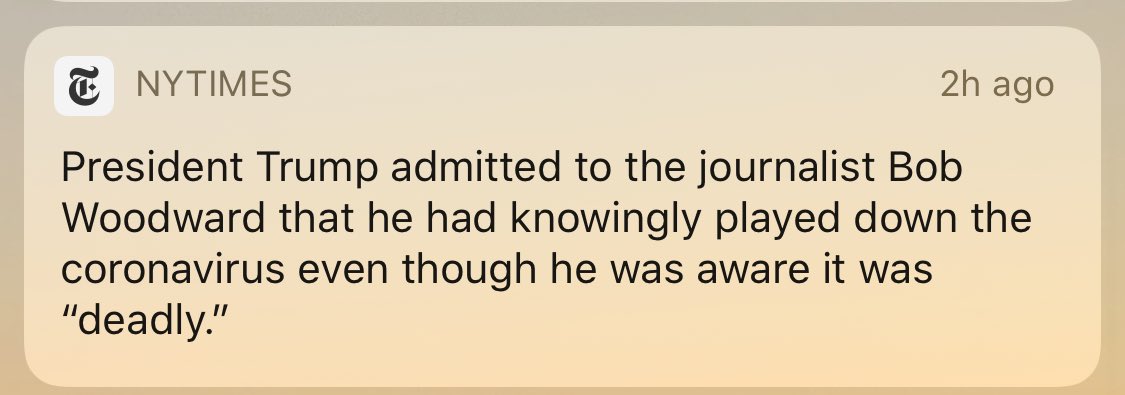 NYTIMES
2h ago
President Trump admitted to the journalist Bob
Woodward that he had knowingly played down the
coronavirus even though he was aware it was
“deadly.”